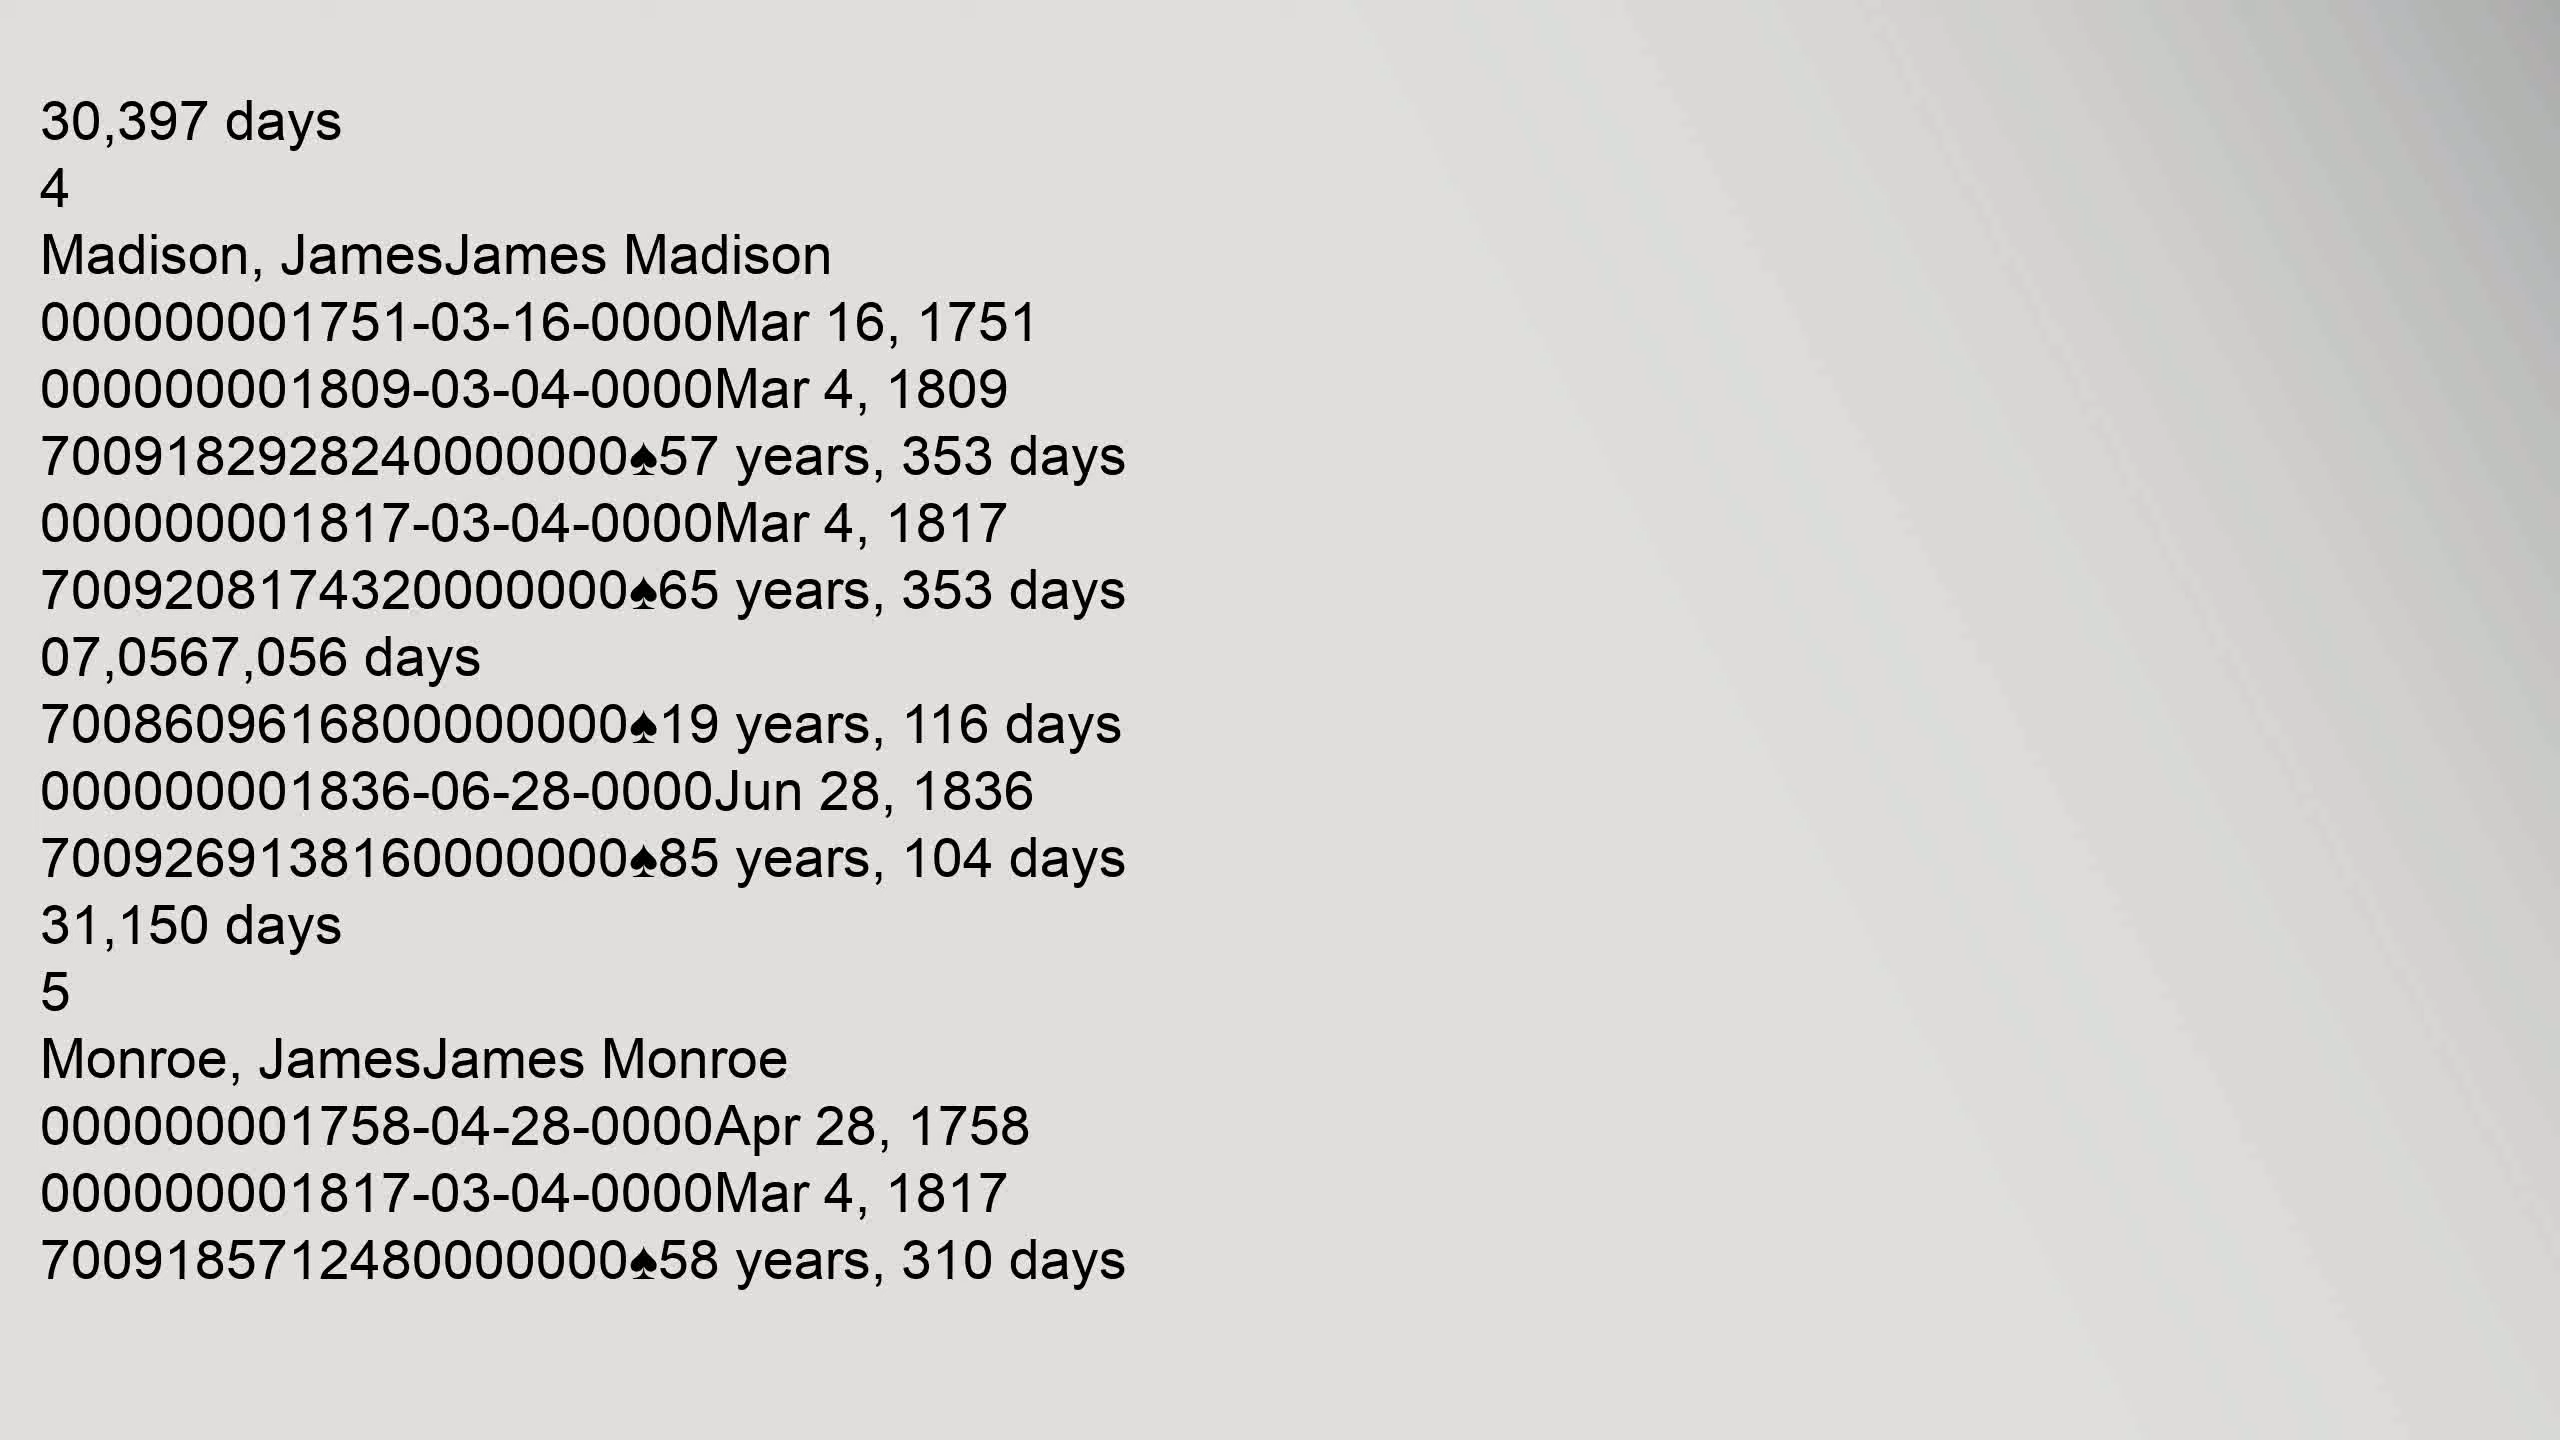 30,397 days
4
Madison, JamesJames Madison
000000001751-03-16-0000Mar 16, 1751
000000001809-03-04-0000Mar 4, 1809
7009182928240000000♠57 years, 353 days
000000001817-03-04-0000Mar 4, 1817
7009208174320000000♠65 years, 353 days
07,0567,056 days
7008609616800000000♠19 years, 116 days
000000001836-06-28-0000Jun 28, 1836
7009269138160000000♠85 years, 104 days
31,150 days
5
Monroe, JamesJames Monroe
000000001758-04-28-0000Apr 28, 1758
000000001817-03-04-0000Mar 4, 1817
7009185712480000000♠58 years, 310 days